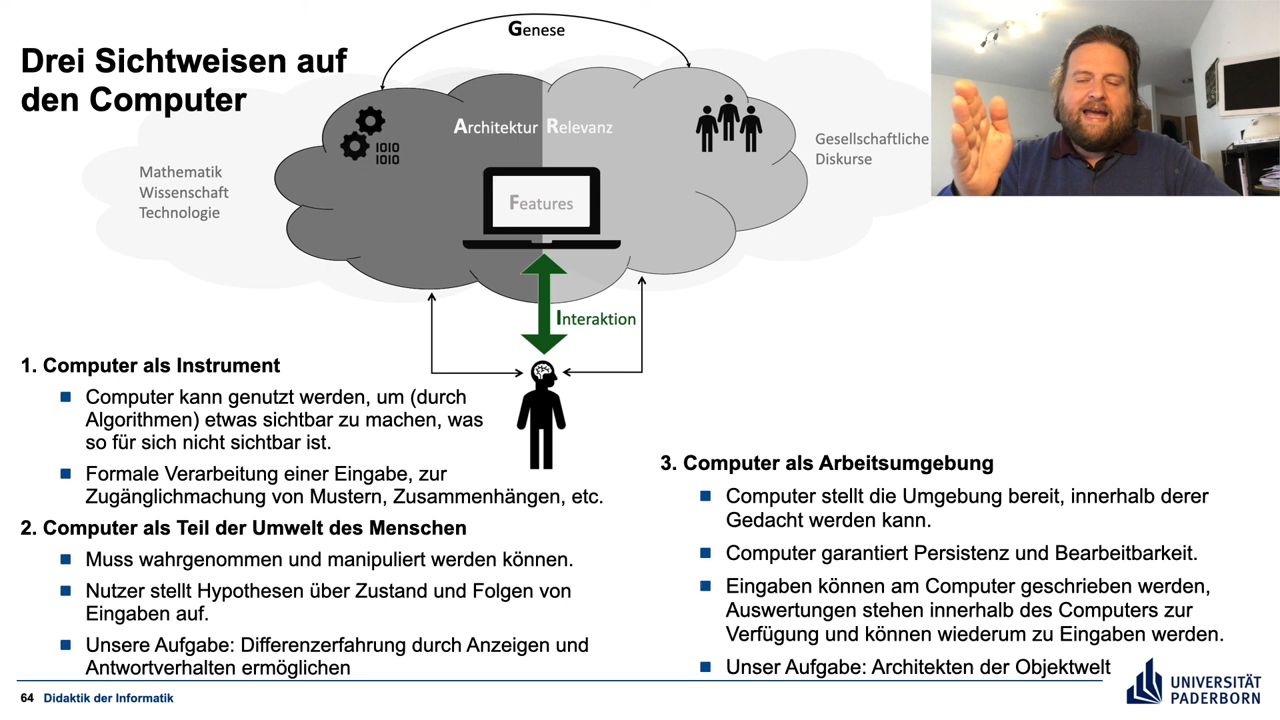 Drei Sichtweisen auf
den Computer
Genese
Architektur Relevanz
1010
1010
Features
Mathematik
Wissenschaft
Technologie
Gesellschaftliche
Diskurse
Interaktion
1. Computer als Instrument
Computer kann genutzt werden, um (durch
Algorithmen) etwas sichtbar zu machen, was
so für sich nicht sichtbar ist.
Formale Verarbeitung einer Eingabe, zur
Zugänglichmachung von Mustern, Zusammenhängen, etc.
2. Computer als Teil der Umwelt des Menschen
Muss wahrgenommen und manipuliert werden können.
Nutzer stellt Hypothesen über Zustand und Folgen von
Eingaben auf.
Unsere Aufgabe: Differenzerfahrung durch Anzeigen und
Antwortverhalten ermöglichen
3. Computer als Arbeitsumgebung
Computer stellt die Umgebung bereit, innerhalb derer
Gedacht werden kann.
Computer garantiert Persistenz und Bearbeitbarkeit.
Eingaben können am Computer geschrieben werden,
Auswertungen stehen innerhalb des Computers zur
Verfügung und können wiederum zu Eingaben werden.
Unser Aufgabe: Architekten der Objektwelt
64 Didaktik der Informatik
UNIVERSITÄT
PADERBORN